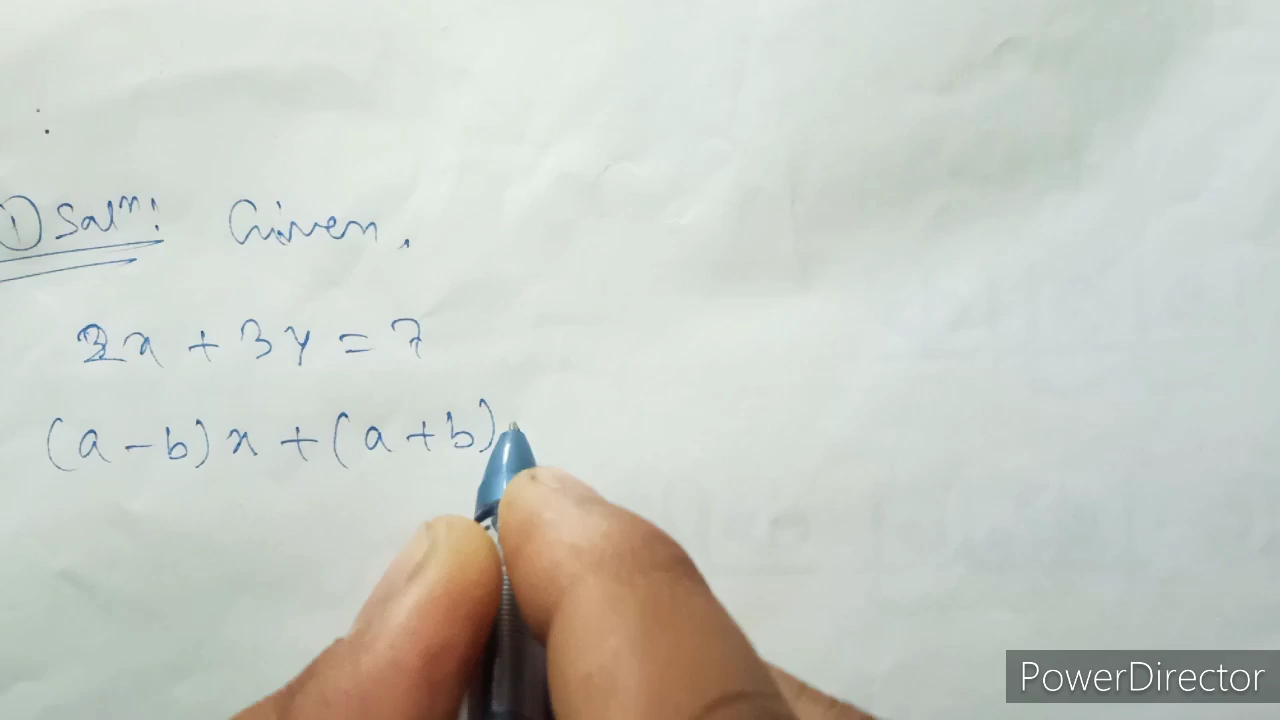 1) Solⁿ: Given,
2x + 3y = 7
(a - b)x + (a + b)
PowerDirector